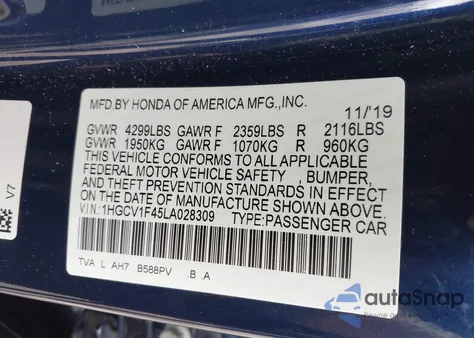 MFD.BY HONDA OF AMERICA MFG.,INC.
11/'19
GVWR 4299LBS GAWR F 2359LBS R 2116LBS
GVWR 1950KG GAWR F 1070KG R 960KG
THIS VEHICLE CONFORMS TO ALL APPLICABLE
FEDERAL MOTOR VEHICLE SAFETY , BUMPER,
AND THEFT PREVENTION STANDARDS IN EFFECT
ON THE DATE OF MANUFACTURE SHOWN ABOVE.
V I N : 1HGCV1F45LA028309 TYPE:PASSENGER CAR
TVA L AH7 B588PV .B .A
V7
autoSnap